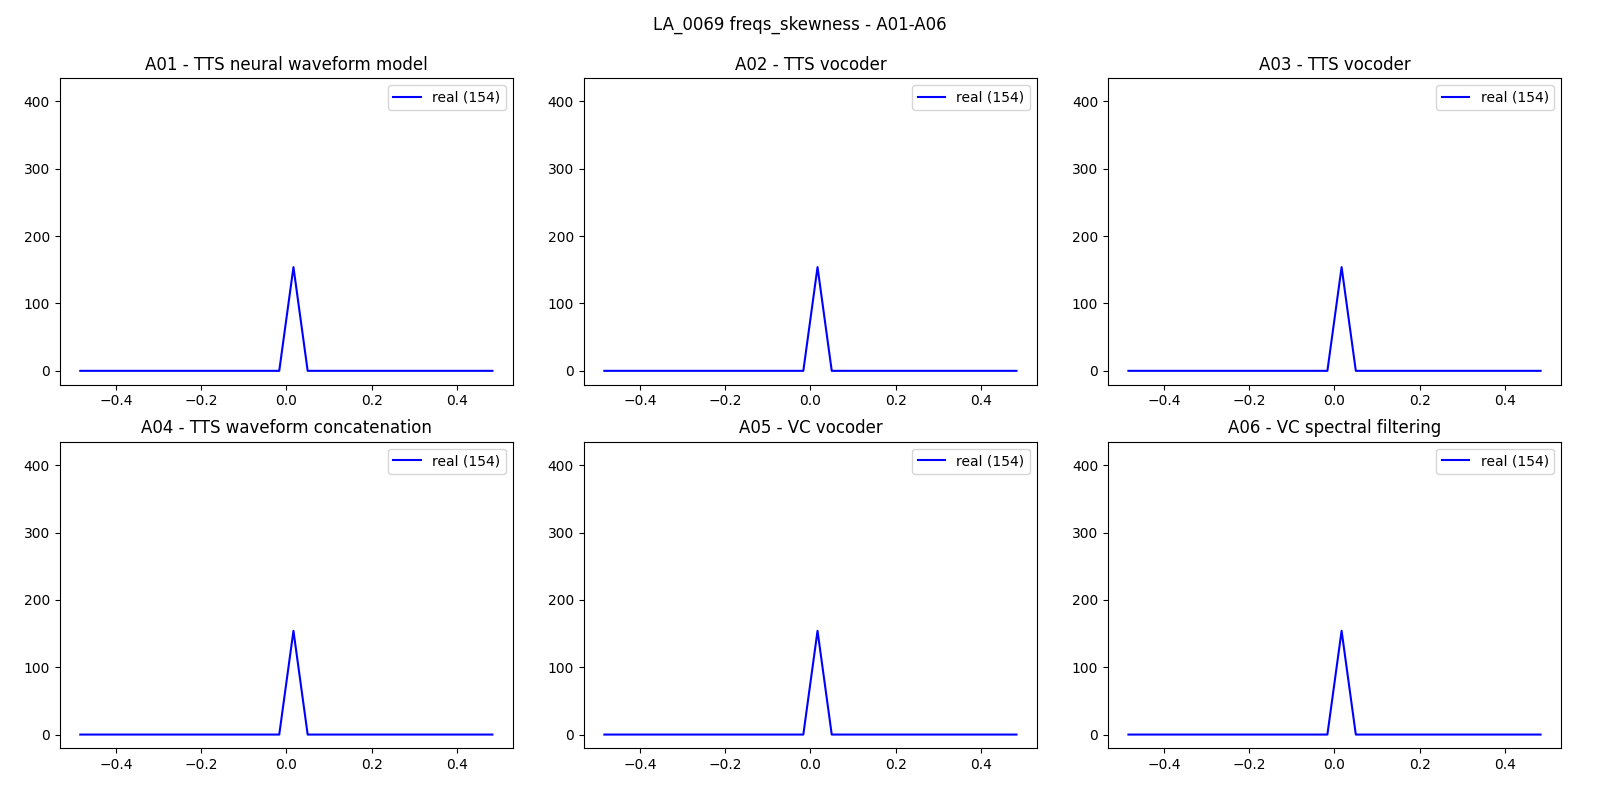 LA_0069 freqs_skewness - A01-A06
A01 - TTS neural waveform model
real (154)
400
300
200
100
0
−0.4 −0.2 0.0 0.2 0.4
A02 - TTS vocoder
real (154)
400
300
200
100
0
−0.4 −0.2 0.0 0.2 0.4
A03 - TTS vocoder
real (154)
400
300
200
100
0
−0.4 −0.2 0.0 0.2 0.4
A04 - TTS waveform concatenation
real (154)
400
300
200
100
0
−0.4 −0.2 0.0 0.2 0.4
A05 - VC vocoder
real (154)
400
300
200
100
0
−0.4 −0.2 0.0 0.2 0.4
A06 - VC spectral filtering
real (154)
400
300
200
100
0
−0.4 −0.2 0.0 0.2 0.4